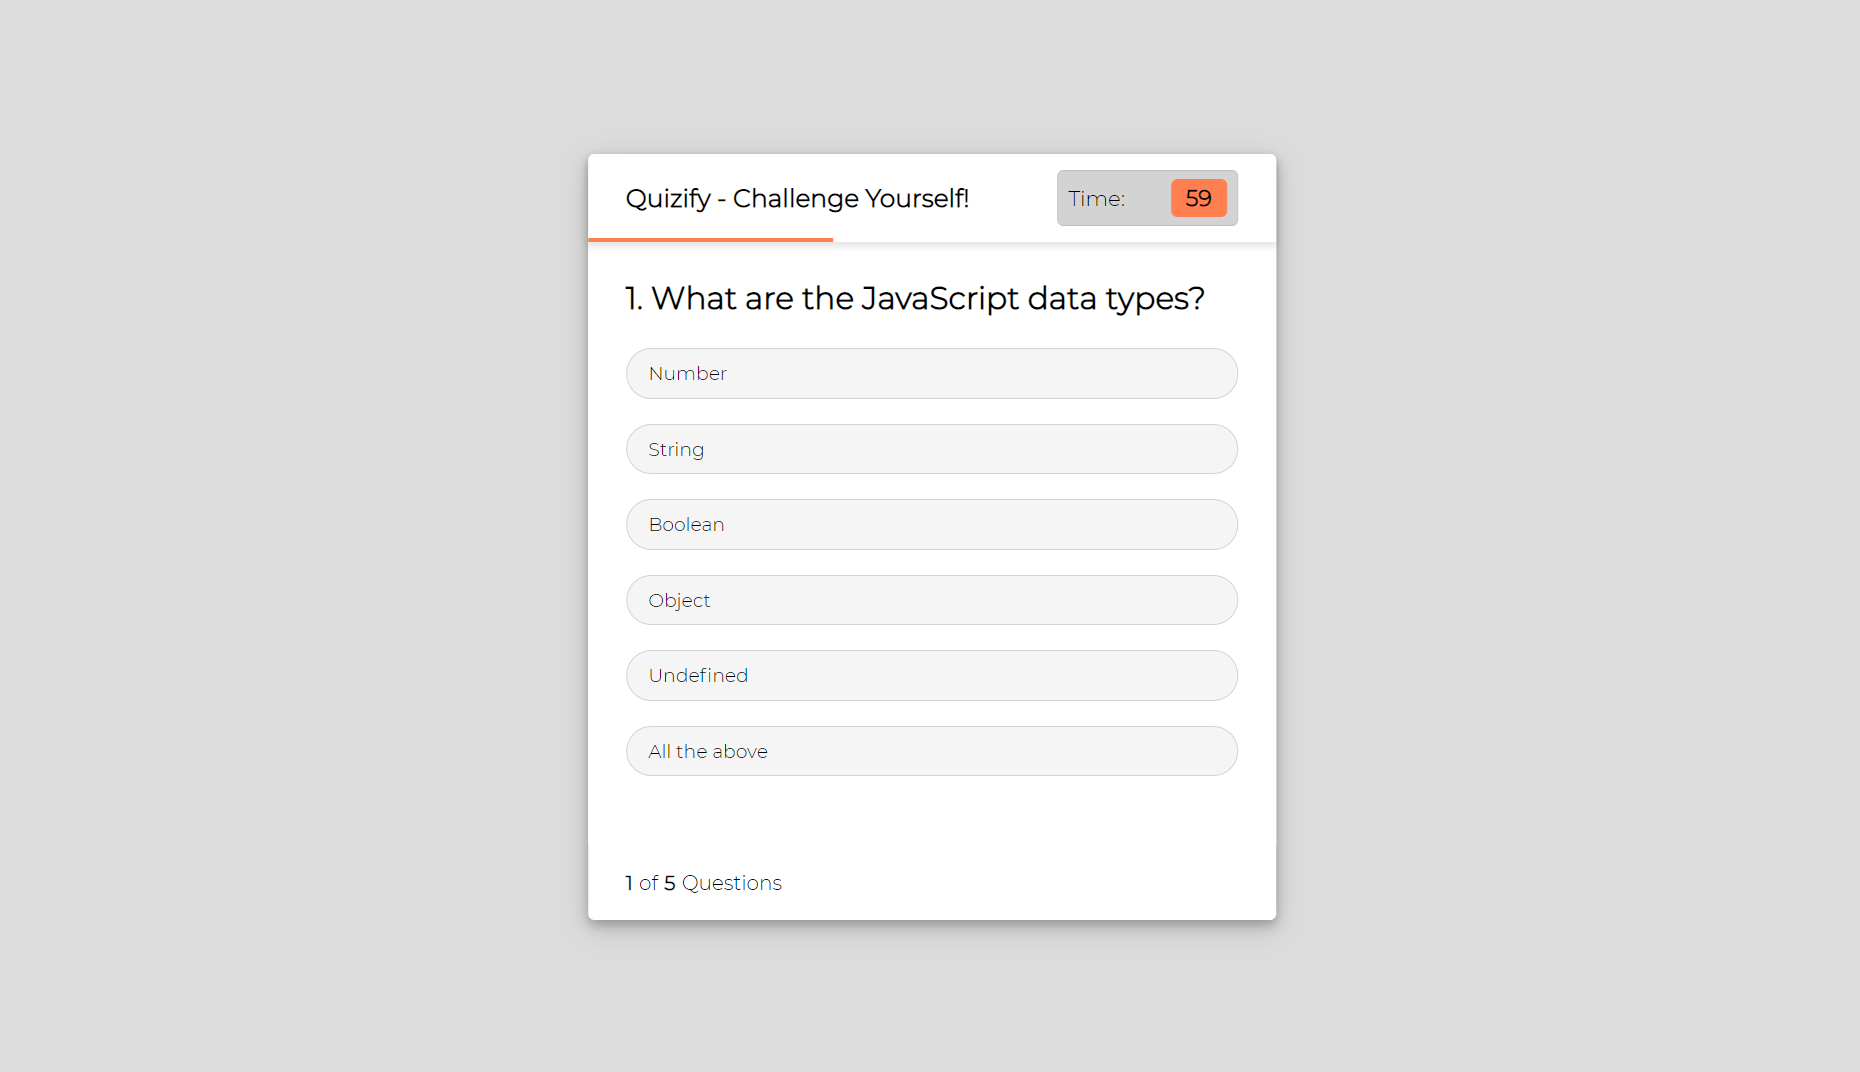 Quizify - Challenge Yourself!
Time: 59
1. What are the JavaScript data types?
Number
String
Boolean
Object
Undefined
All the above
1 of 5 Questions